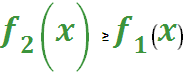 f₂(x) ≥ f₁(x)